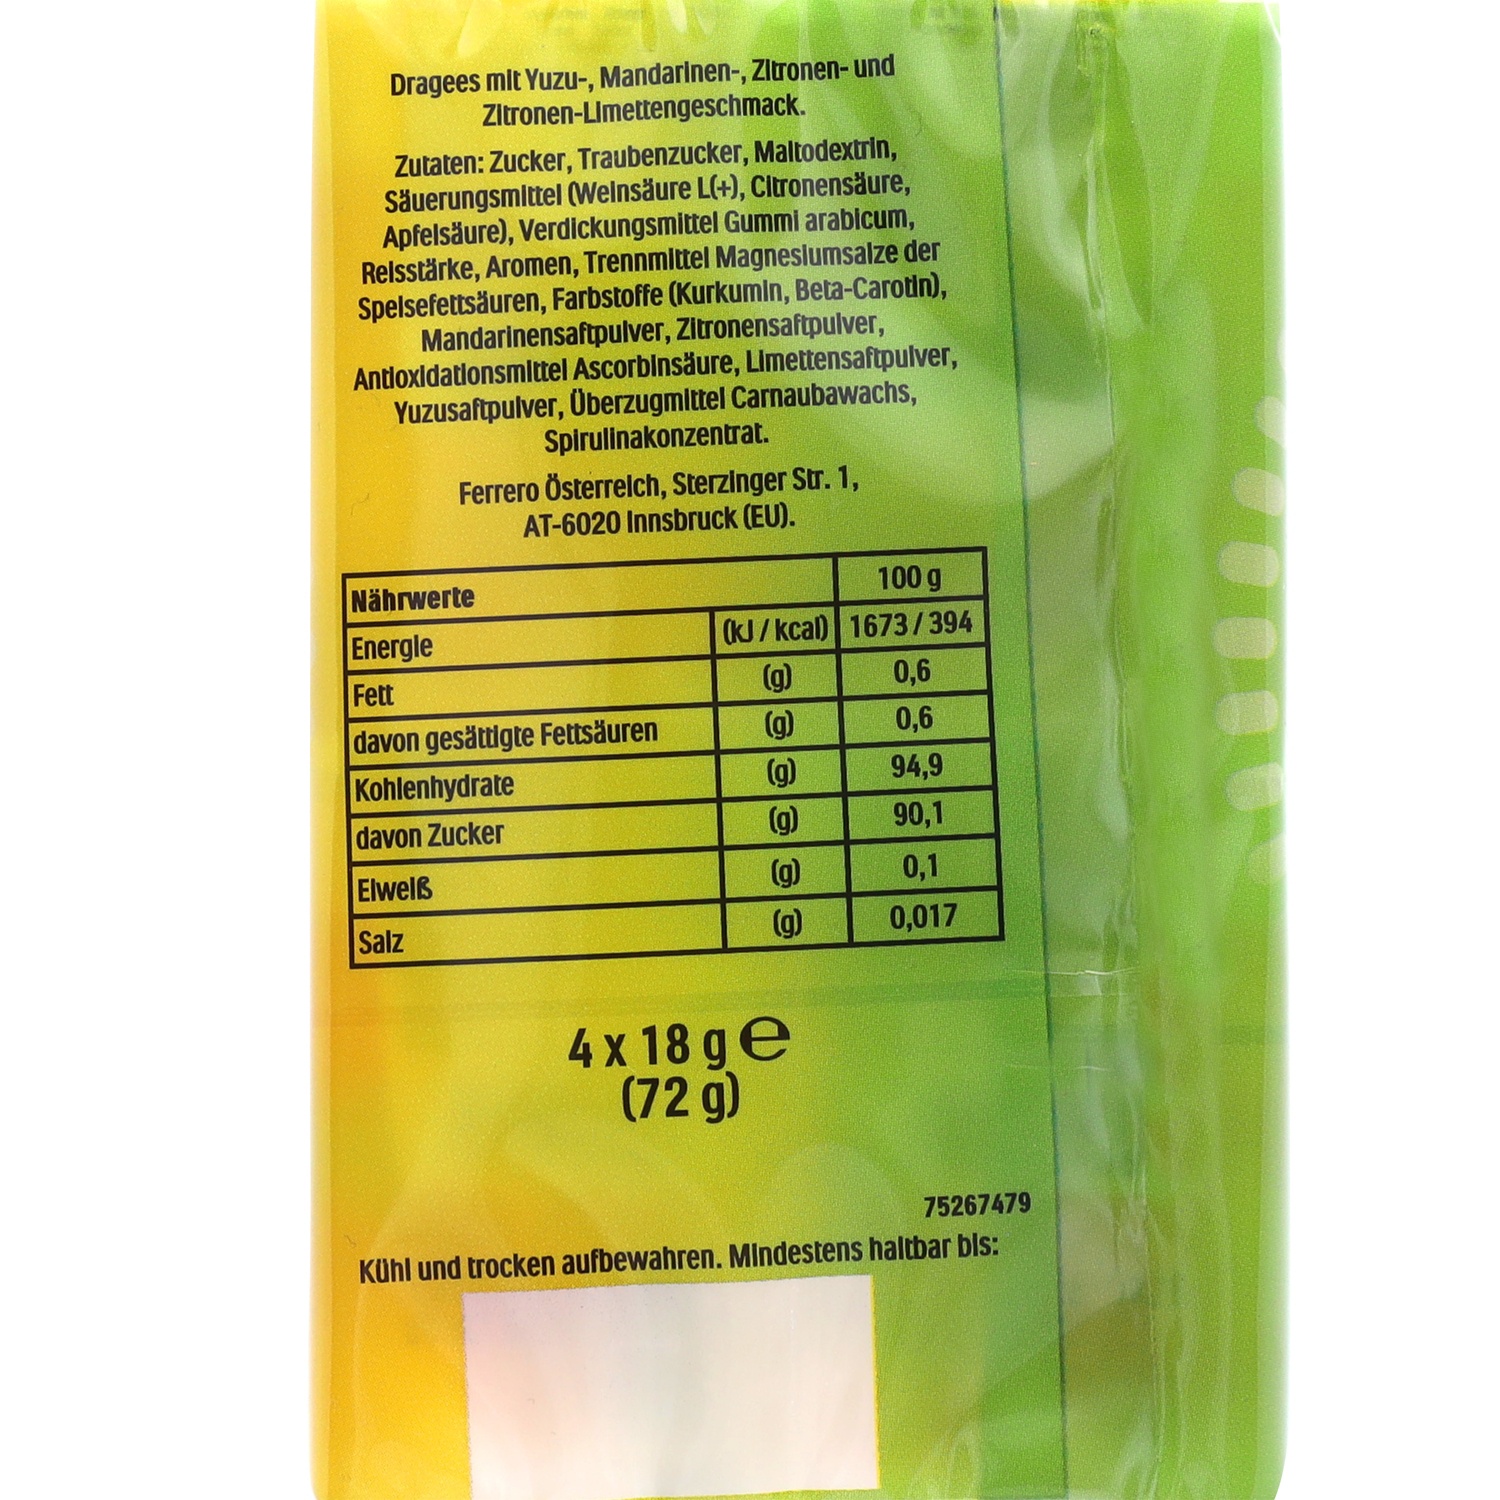 Dragees mit Yuzu-, Mandarinen-, Zitronen- und
Zitronen-Limettengeschmack.
Zutaten: Zucker, Traubenzucker, Maltodextrin,
Säuerungsmittel (Weinsäure L(+), Citronensäure,
Apfelsäure), Verdickungsmittel Gummi arabicum,
Reisstärke, Aromen, Trennmittel Magnesiumsalze der
Speisefettsäuren, Farbstoffe (Kurkumin, Beta-Carotin),
Mandarinensaftpulver, Zitronensaftpulver,
Antioxidationsmittel Ascorbinsäure, Limettensaftpulver,
Yuzusaftpulver, Überzugmittel Carnaubawachs,
Spirulinakonzentrat.
Ferrero Österreich, Sterzinger Str. 1,
AT-6020 Innsbruck (EU).
Nährwerte 100 g
Energie (kJ / kcal) 1673 / 394
Fett (g) 0,6
davon gesättigte Fettsäuren (g) 0,6
Kohlenhydrate (g) 94,9
davon Zucker (g) 90,1
Eiweiß (g) 0,1
Salz (g) 0,017
4 x 18 g e
(72 g)
75267479
Kühl und trocken aufbewahren. Mindestens haltbar bis: